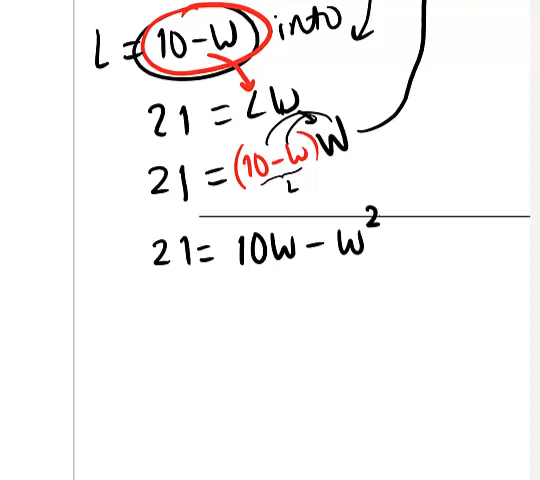 L = (10-W) into
21 = LW
21 = (10-W)W
L
21 = 10W - W²